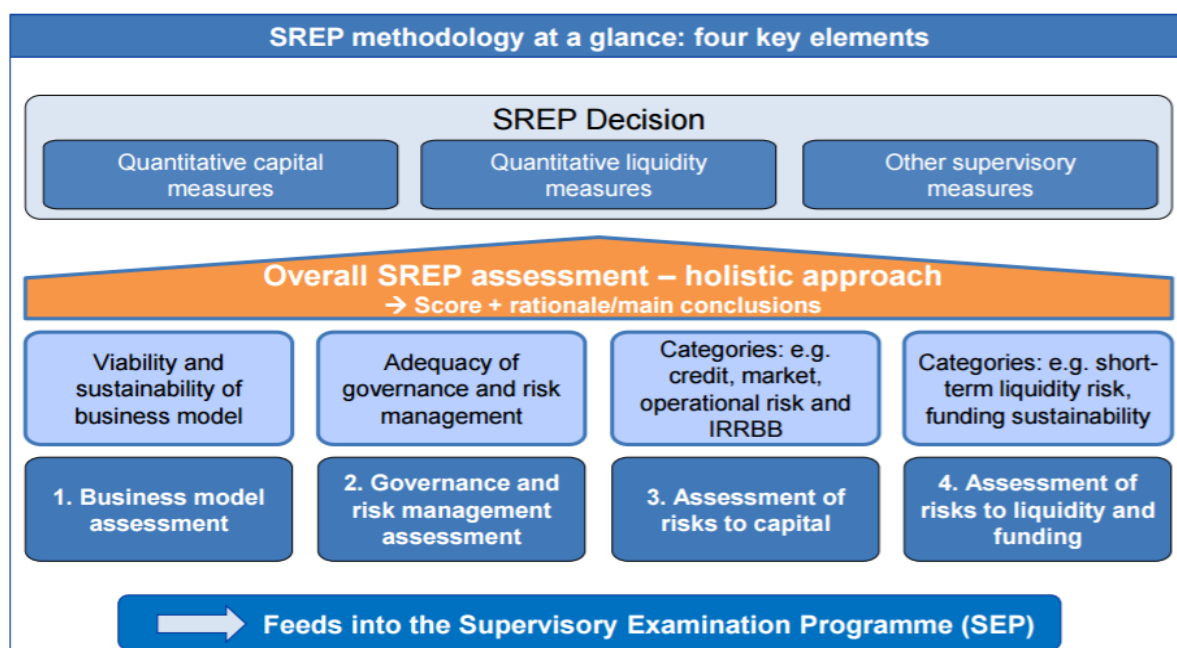 SREP methodology at a glance: four key elements
SREP Decision
Quantitative capital
measures
Quantitative liquidity
measures
Other supervisory
measures
Overall SREP assessment – holistic approach
→ Score + rationale/main conclusions
Viability and
sustainability of
business model
Adequacy of
governance and risk
management
Categories: e.g.
credit, market,
operational risk and
IRRBB
Categories: e.g. short-
term liquidity risk,
funding sustainability
1. Business model
assessment
2. Governance and
risk management
assessment
3. Assessment of
risks to capital
4. Assessment of
risks to liquidity and
funding
Feeds into the Supervisory Examination Programme (SEP)